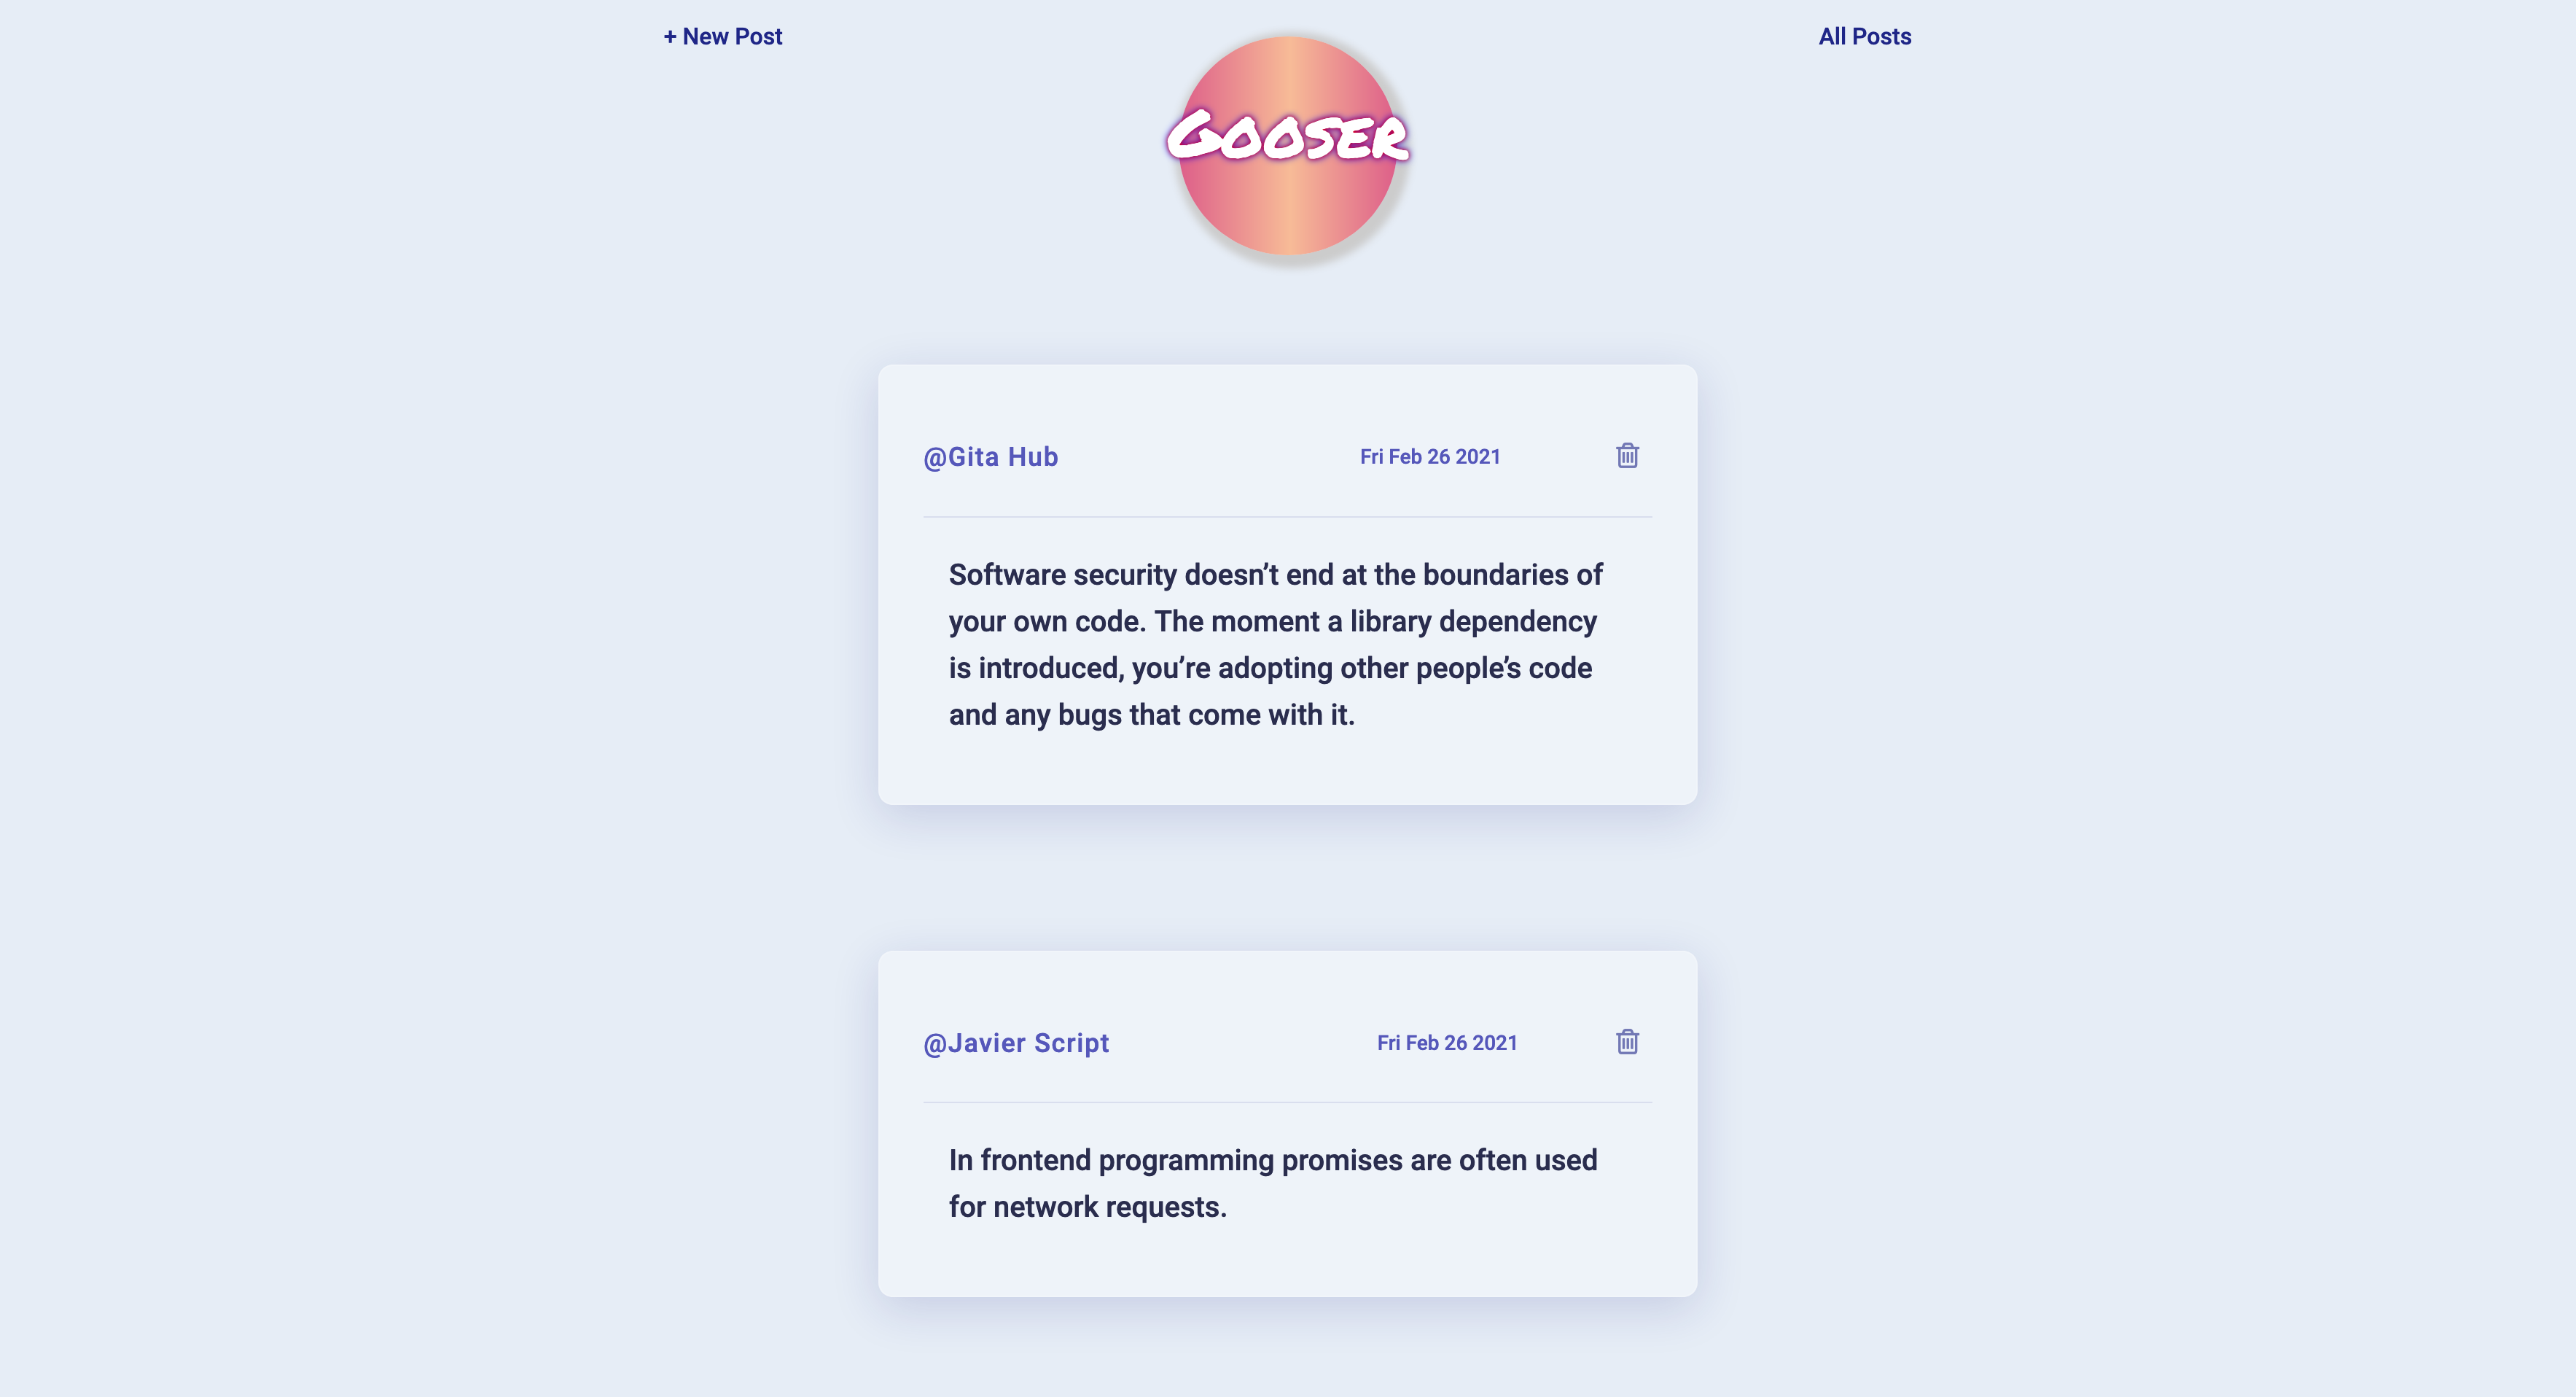 + New Post
All Posts
Gooser
@Gita Hub
Fri Feb 26 2021
Software security doesn’t end at the boundaries of
your own code. The moment a library dependency
is introduced, you’re adopting other people’s code
and any bugs that come with it.
@Javier Script
Fri Feb 26 2021
In frontend programming promises are often used
for network requests.